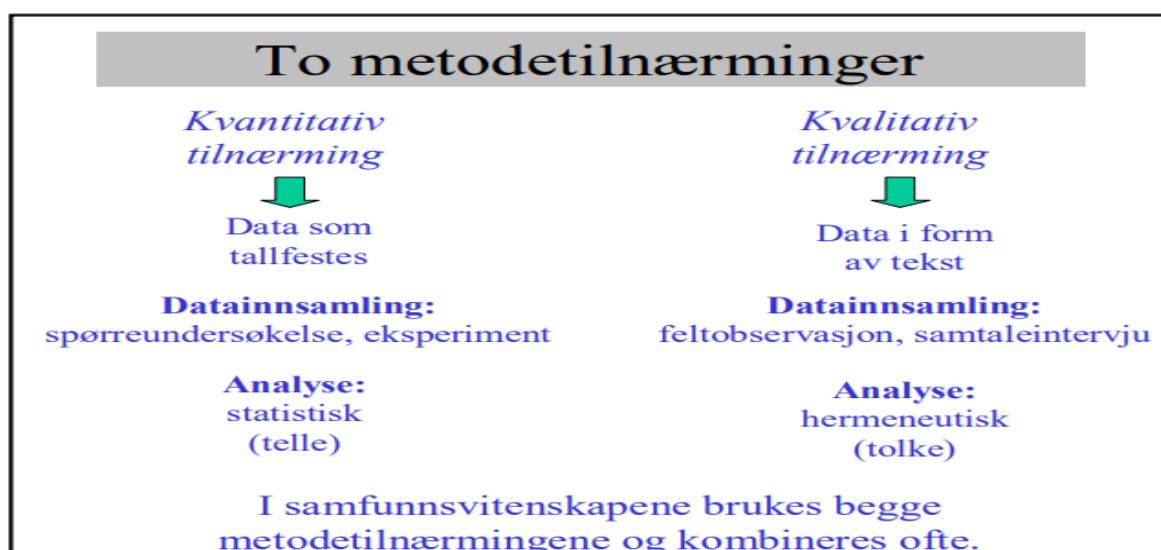 To metodetilnærminger
Kvantitativ
tilnærming
Data som
tallfestes
Datainnsamling:
spørreundersøkelse, eksperiment
Analyse:
statistisk
(telle)
Kvalitativ
tilnærming
Data i form
av tekst
Datainnsamling:
feltobservasjon, samtaleintervju
Analyse:
hermeneutisk
(tolke)
I samfunnsvitenskapene brukes begge
metodetilnærmingene og kombineres ofte.